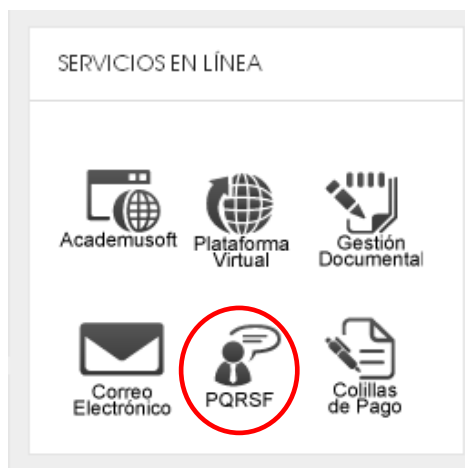 SERVICIOS EN LÍNEA
Academusoft
Plataforma
Virtual
Gestión
Documental
Correo
Electrónico
PQRSF
Colillas
de Pago